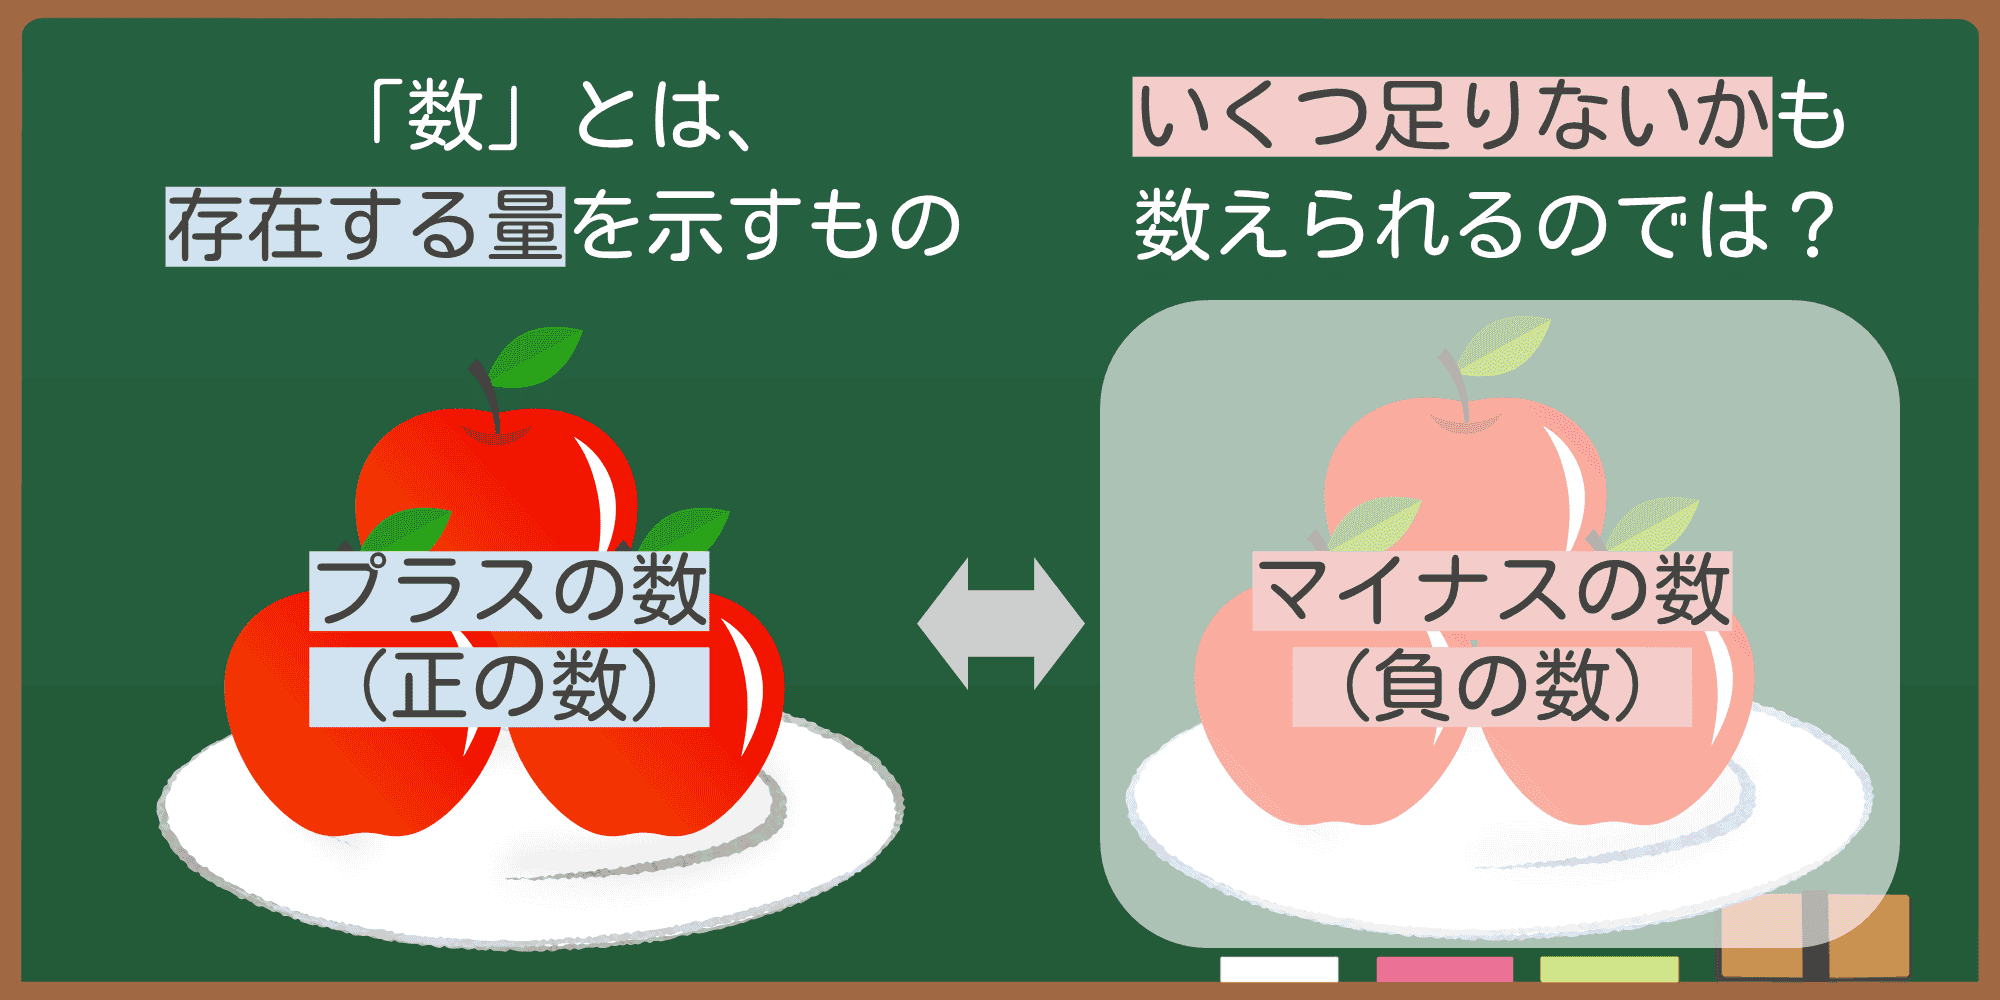 「数」とは、
存在する量を示すもの
いくつ足りないかも
数えられるのでは？
プラスの数
（正の数）
マイナスの数
（負の数）